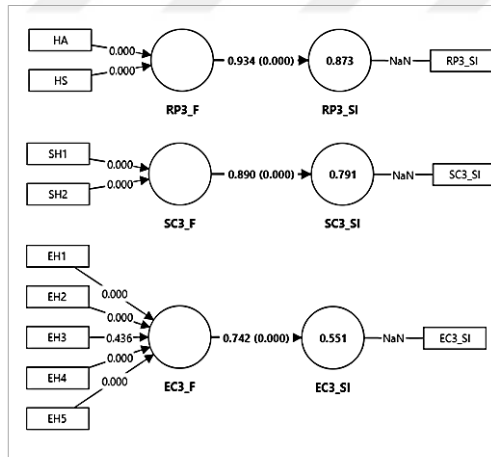 HA
0.000
HS
0.000
0.934 (0.000)
0.873
NaN
RP3_SI
RP3_F
RP3_SI
SH1
0.000
SH2
0.000
0.890 (0.000)
0.791
NaN
SC3_SI
SC3_F
SC3_SI
EH1
0.000
EH2
0.000
EH3
0.436
EH4
0.000
EH5
0.000
0.742 (0.000)
0.551
NaN
EC3_SI
EC3_F
EC3_SI